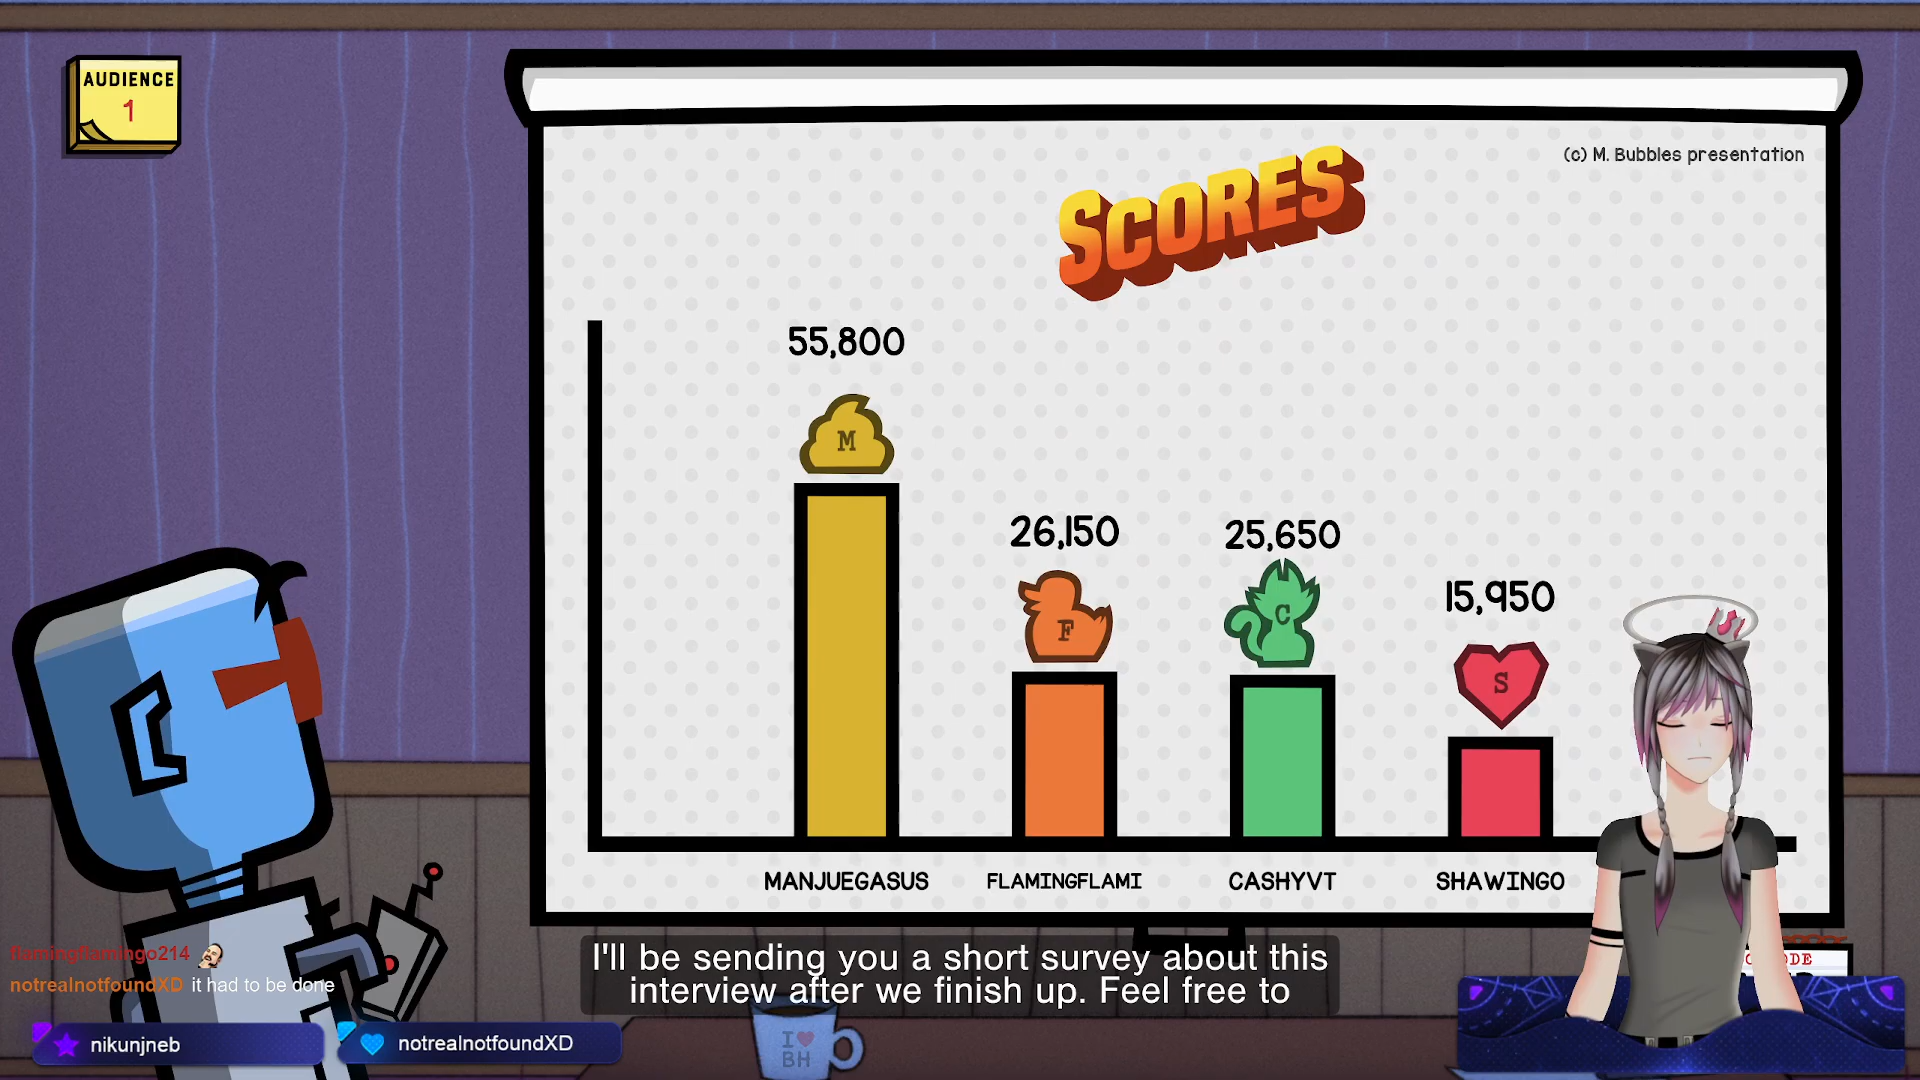 AUDIENCE
1
(c) M. Bubbles presentation
SCORES
55,800
M
26,150
F
25,650
C
15,950
S
MANJUEGASUS
FLAMINGFLAMI
CASHYVT
SHAWINGO
I'll be sending you a short survey about this
interview after we finish up. Feel free to
flamingflamingo214
notrealnotfoundXD it had to be done
nikunjneb
notrealnotfoundXD
I ❤
BH